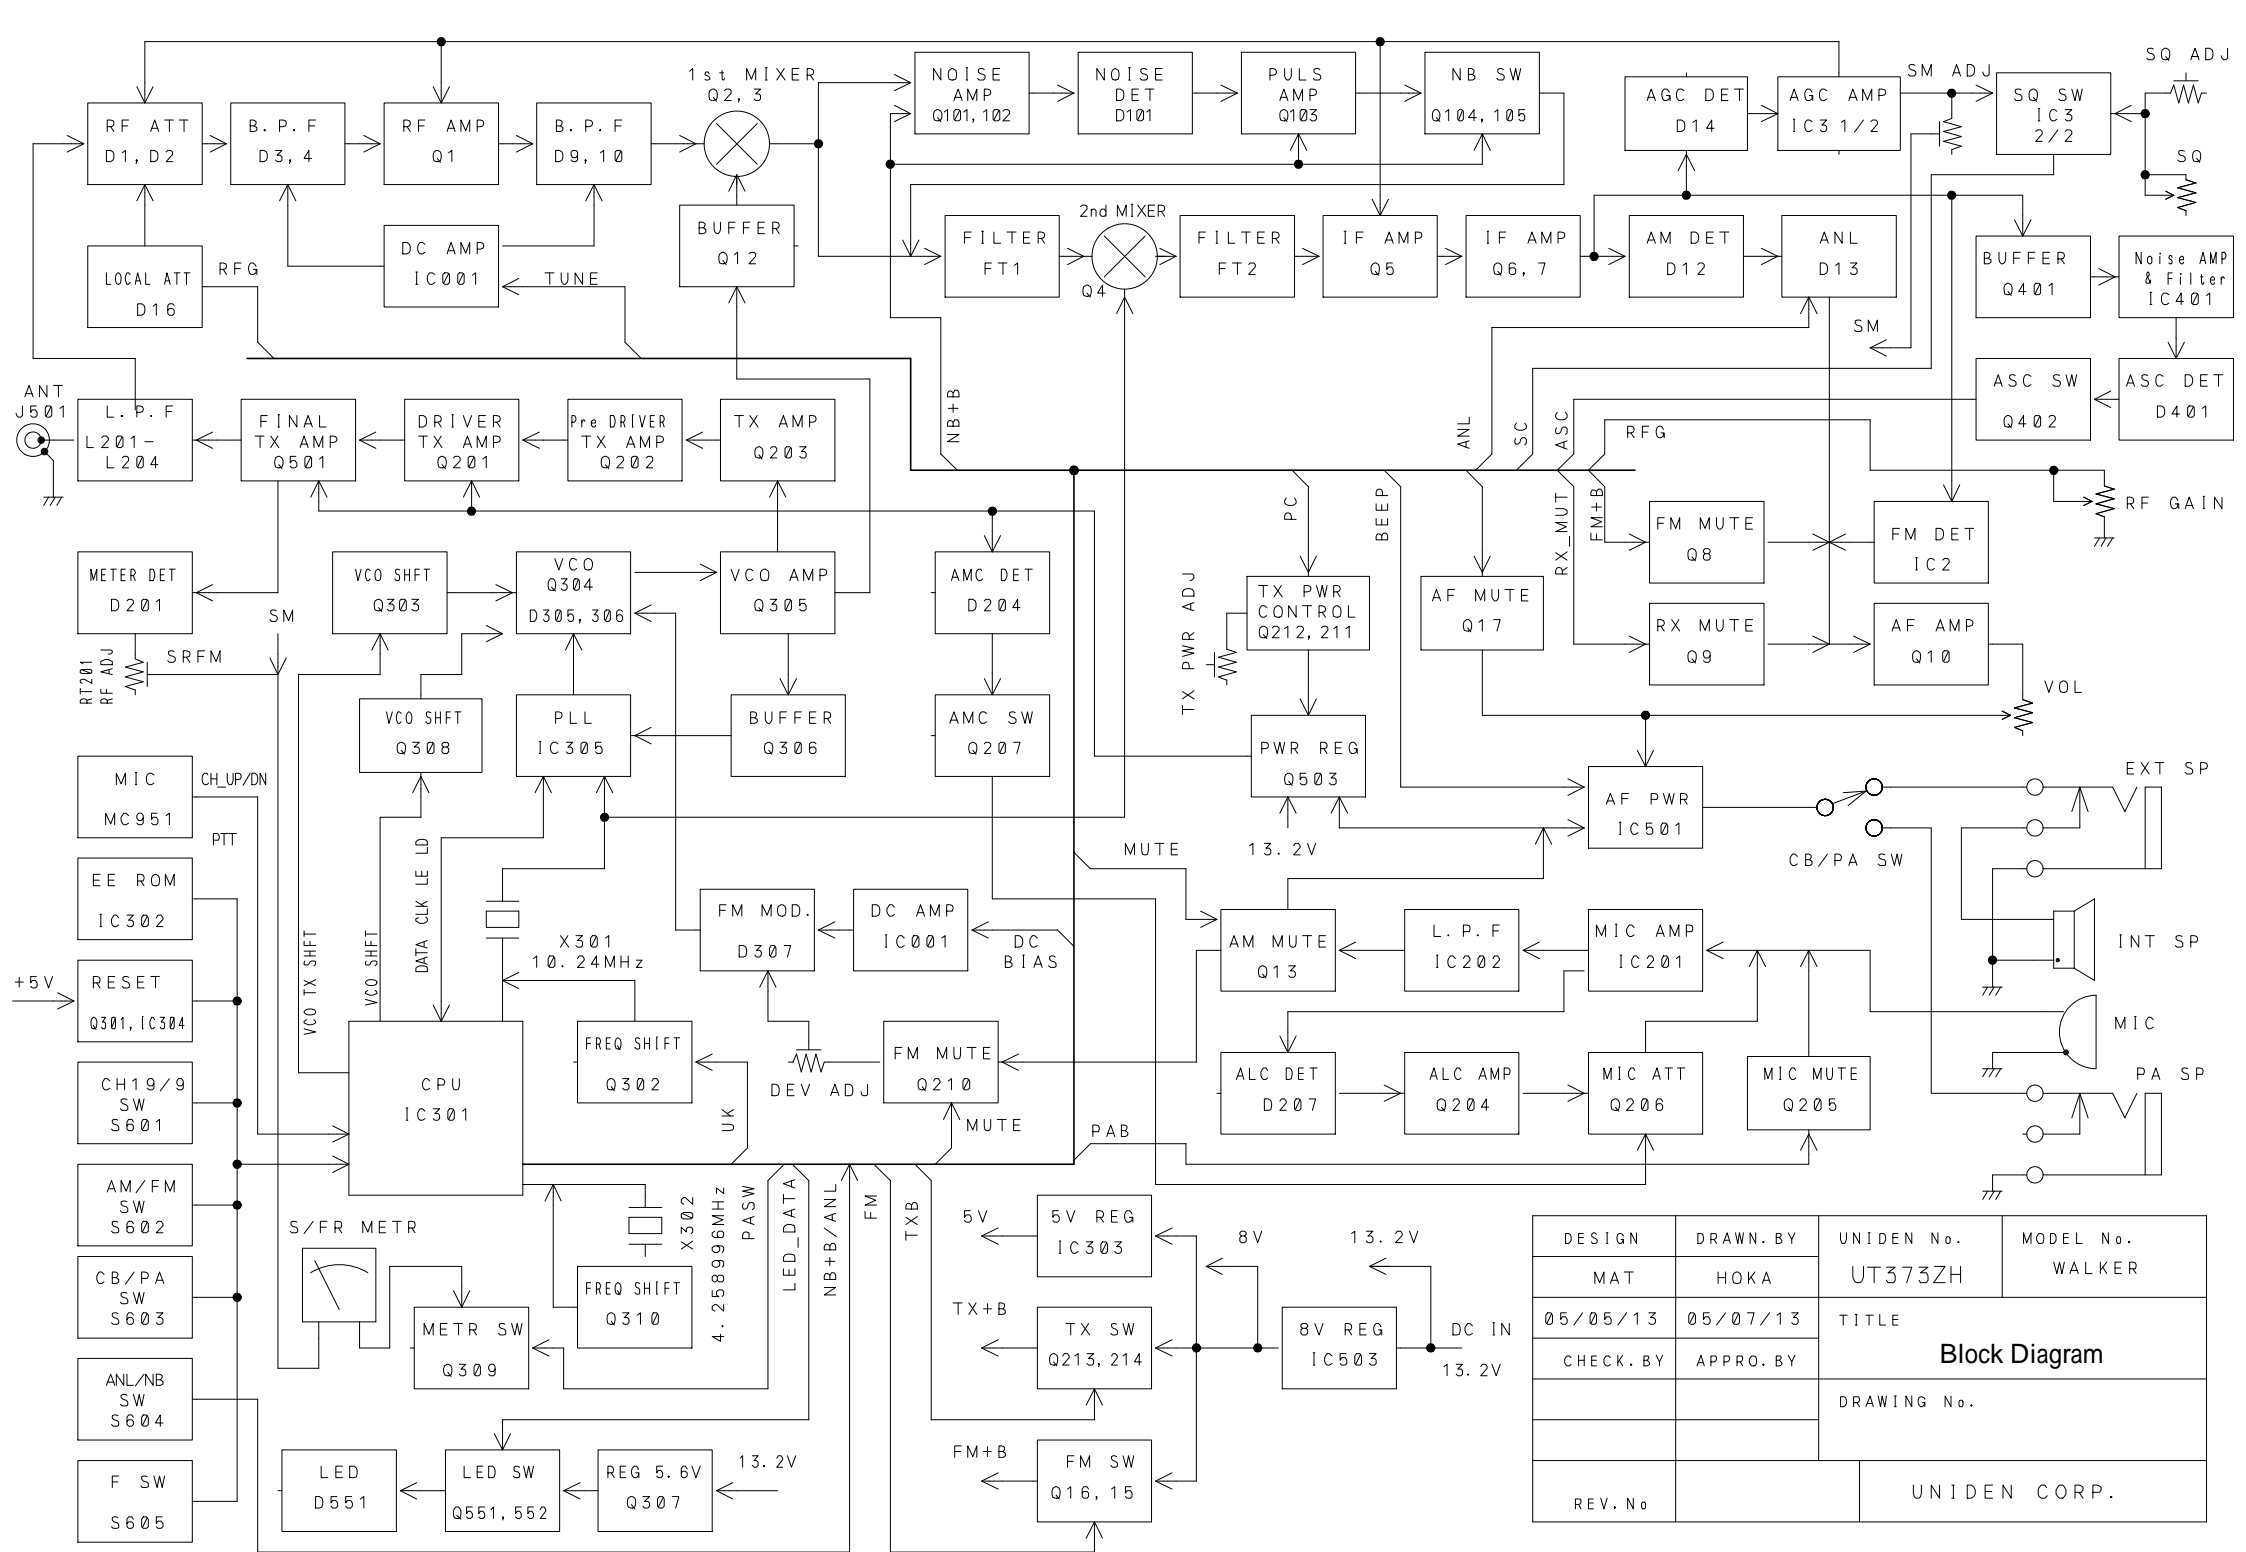 1st MIXER
Q2, 3
NOISE
AMP
Q101, 102
NOISE
DET
D101
PULS
AMP
Q103
NB SW
Q104, 105
AGC DET
D14
AGC AMP
IC3 1/2
SM ADJ
SQ SW
IC3
2/2
SQ ADJ
SQ
RF ATT
D1, D2
B. P. F
D3, 4
RF AMP
Q1
B. P. F
D9, 10
BUFFER
Q12
LOCAL ATT
D16
RFG
DC AMP
IC001
TUNE
FILTER
FT1
2nd MIXER
Q4
FILTER
FT2
IF AMP
Q5
IF AMP
Q6, 7
AM DET
D12
ANL
D13
BUFFER
Q401
Noise AMP
& Filter
IC401
SM
ANT
J501
L. P. F
L201-
L204
FINAL
TX AMP
Q501
DRIVER
TX AMP
Q201
Pre DRIVER
TX AMP
Q202
TX AMP
Q203
NB+B
ANL
SC
ASC
RFG
ASC SW
Q402
ASC DET
D401
METER DET
D201
VCO SHFT
Q303
VCO
Q304
D305, 306
VCO AMP
Q305
AMC DET
D204
PC
BEEP
RX_MUT
FM+B
FM MUTE
Q8
FM DET
IC2
RF GAIN
TX PWR ADJ
TX PWR
CONTROL
Q212, 211
AF MUTE
Q17
RX MUTE
Q9
AF AMP
Q10
VOL
SM
SRFM
RT201
RF ADJ
VCO SHFT
Q308
PLL
IC305
BUFFER
Q306
AMC SW
Q207
PWR REG
Q503
13. 2V
AF PWR
IC501
CB/PA SW
EXT SP
MIC
MC951
CH_UP/DN
PTT
EE ROM
IC302
+5V
RESET
Q301, IC304
VCO TX SHFT
VCO SHFT
DATA CLK LE LD
X301
10. 24MHz
FM MOD.
D307
DC AMP
IC001
DC
BIAS
MUTE
AM MUTE
Q13
L. P. F
IC202
MIC AMP
IC201
INT SP
MIC
CH19/9
SW
S601
CPU
IC301
FREQ SHIFT
Q302
UK
DEV ADJ
FM MUTE
Q210
MUTE
ALC DET
D207
ALC AMP
Q204
MIC ATT
Q206
MIC MUTE
Q205
PAB
PA SP
AM/FM
SW
S602
S/FR METR
CB/PA
SW
S603
METR SW
Q309
FREQ SHIFT
Q310
X302
4. 258996MHz
PASW
LED_DATA
NB+B/ANL
FM
TXB
5V
5V REG
IC303
8V
13. 2V
TX+B
TX SW
Q213, 214
8V REG
IC503
DC IN
13. 2V
ANL/NB
SW
S604
F SW
S605
LED
D551
LED SW
Q551, 552
REG 5. 6V
Q307
13. 2V
FM+B
FM SW
Q16, 15
DESIGN
DRAWN. BY
UNIDEN No.
MODEL No.
MAT
HOKA
UT373ZH
WALKER
05/05/13
05/07/13
TITLE
CHECK. BY
APPRO. BY
Block Diagram
DRAWING No.
REV. No
UNIDEN CORP.